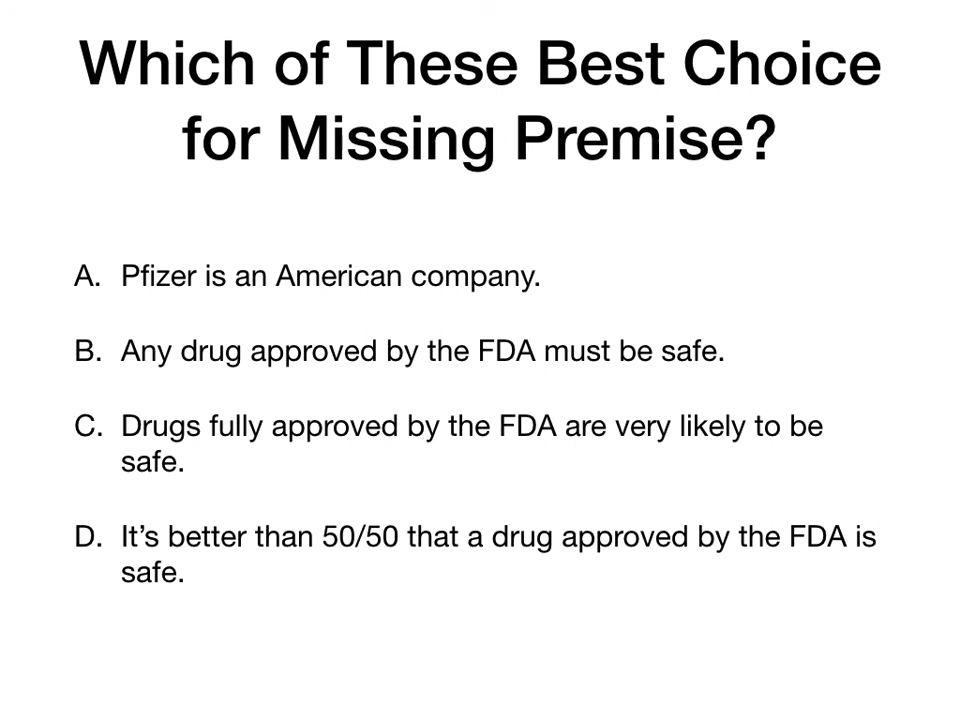 Which of These Best Choice
for Missing Premise?
A. Pfizer is an American company.
B. Any drug approved by the FDA must be safe.
C. Drugs fully approved by the FDA are very likely to be
safe.
D. It’s better than 50/50 that a drug approved by the FDA is
safe.